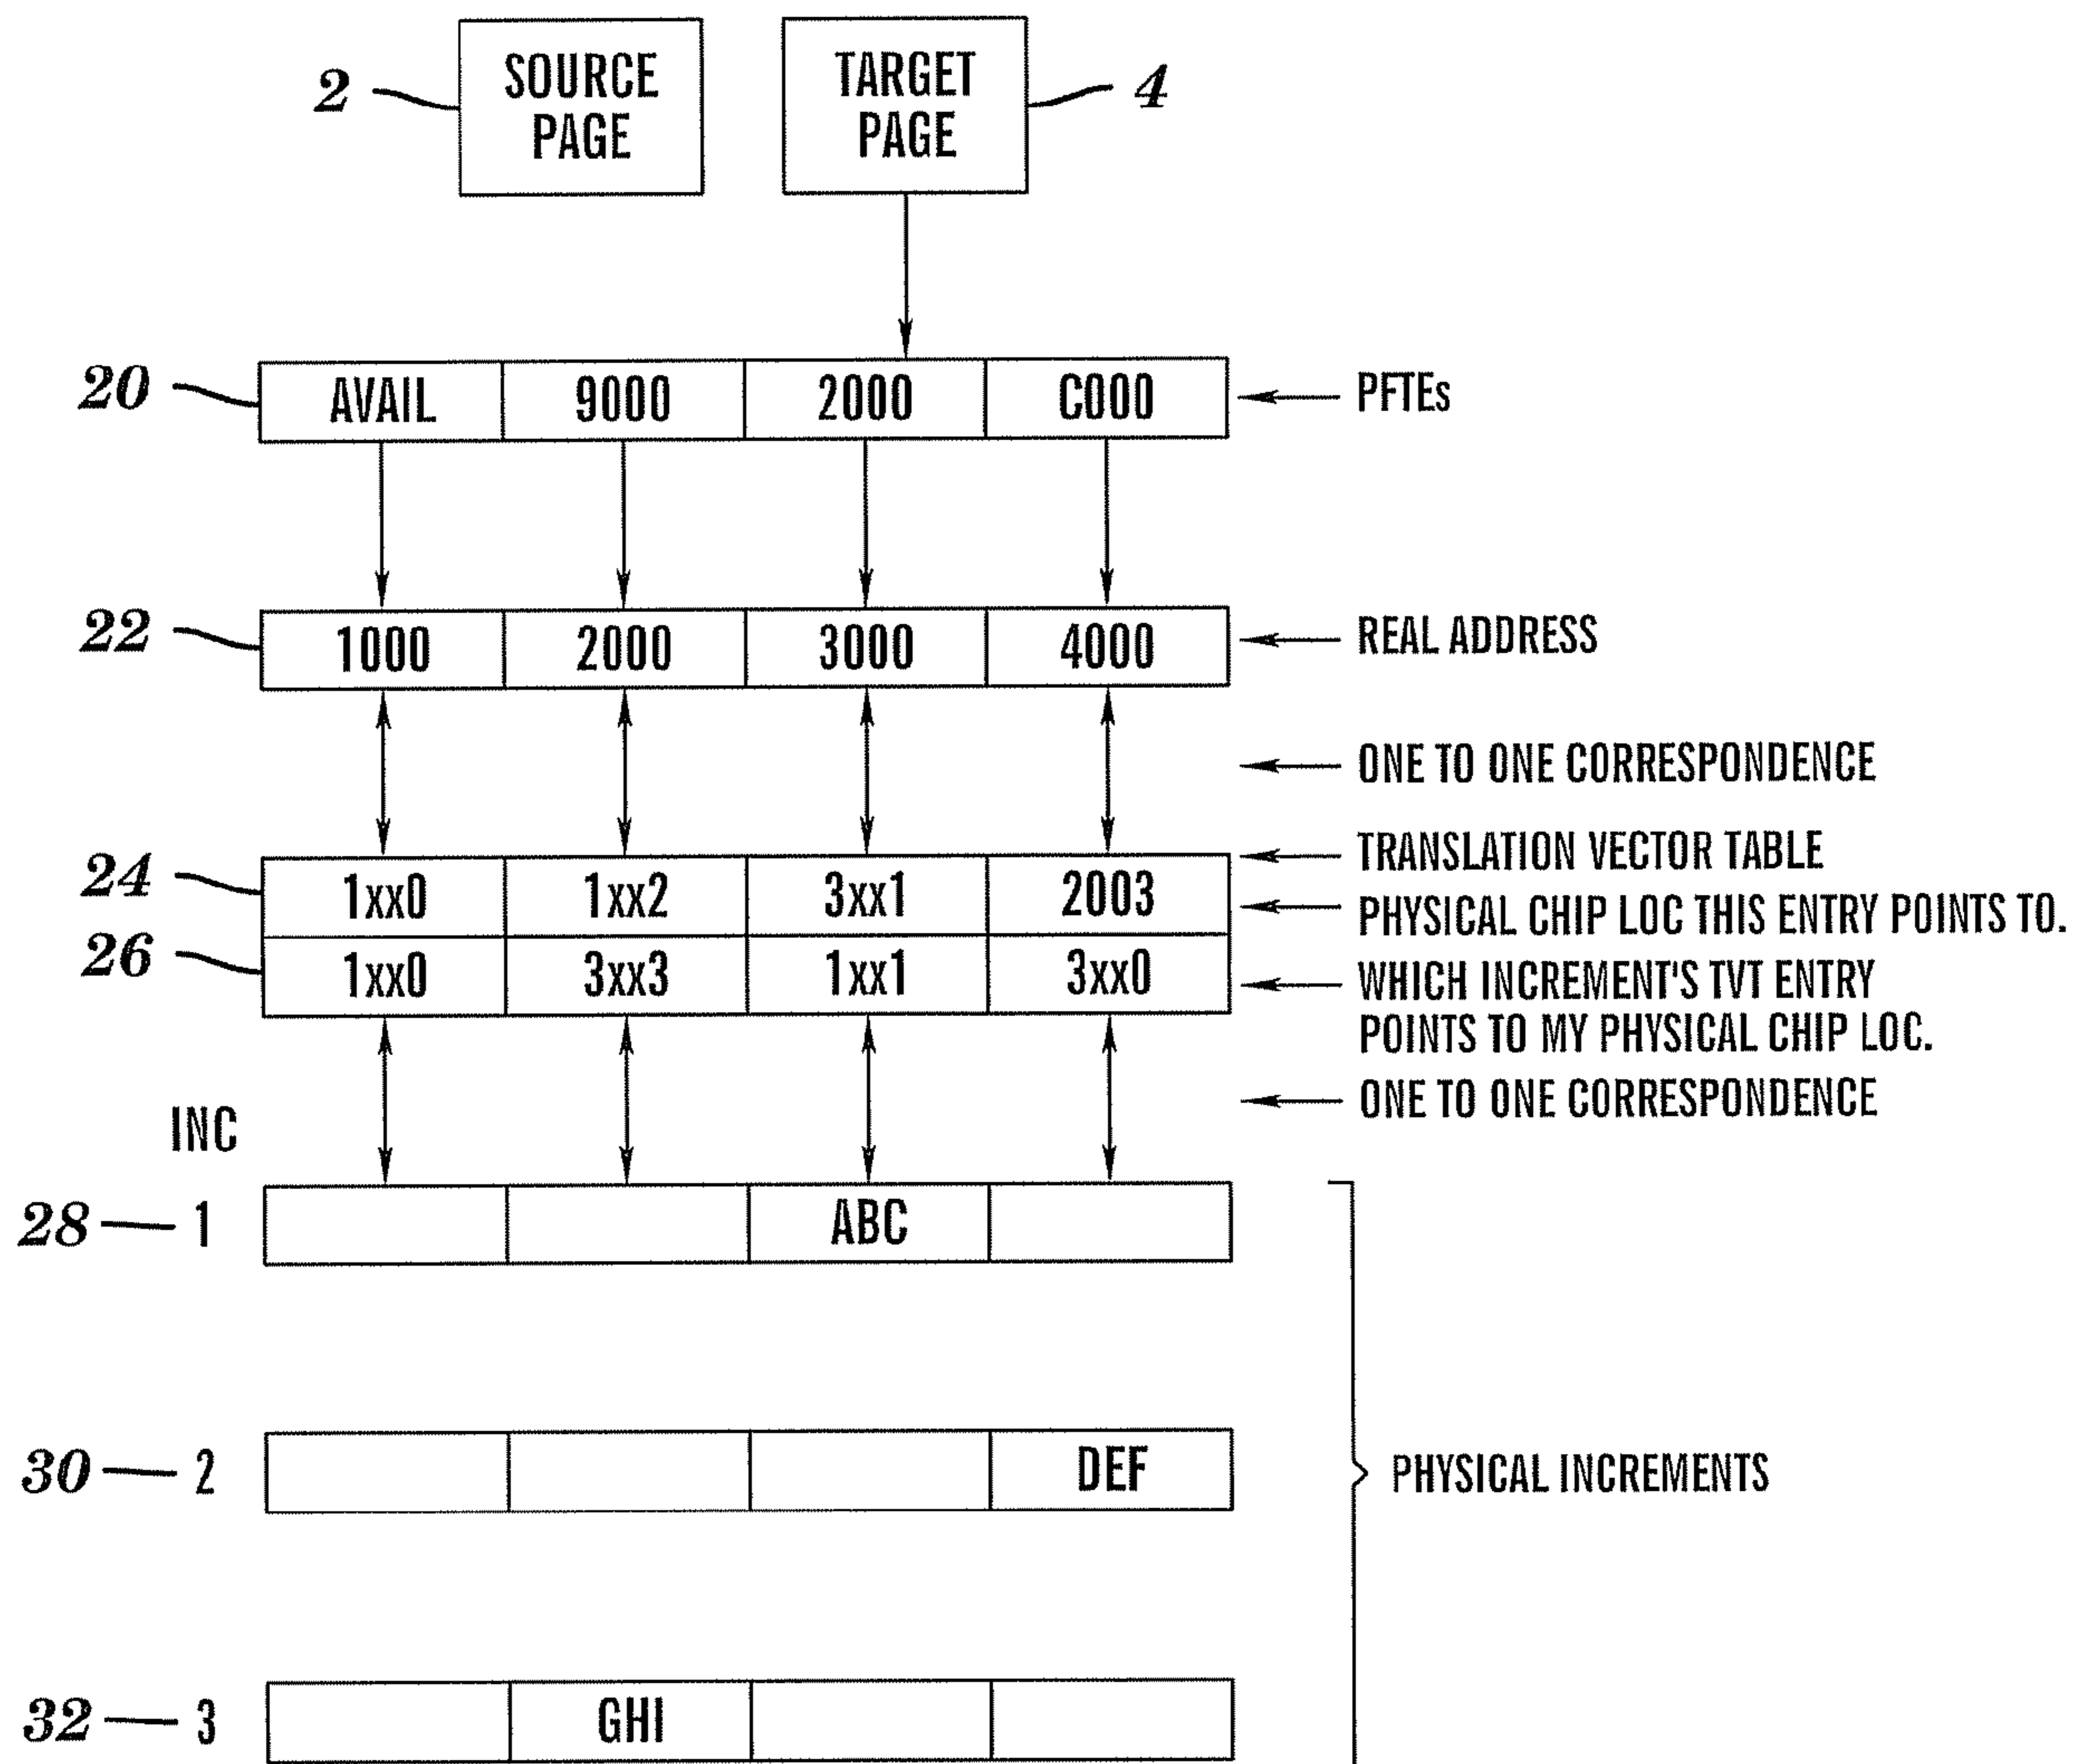 2
SOURCE
PAGE
TARGET
PAGE
4
20
AVAIL 9000 2000 C000
PFTEs
22
1000 2000 3000 4000
REAL ADDRESS
ONE TO ONE CORRESPONDENCE
TRANSLATION VECTOR TABLE
24
1xx0 1xx2 3xx1 2003
PHYSICAL CHIP LOC THIS ENTRY POINTS TO.
26
1xx0 3xx3 1xx1 3xx0
WHICH INCREMENT'S TVT ENTRY
POINTS TO MY PHYSICAL CHIP LOC.
ONE TO ONE CORRESPONDENCE
INC
28 1
ABC
30 2
DEF
PHYSICAL INCREMENTS
32 3
GHI